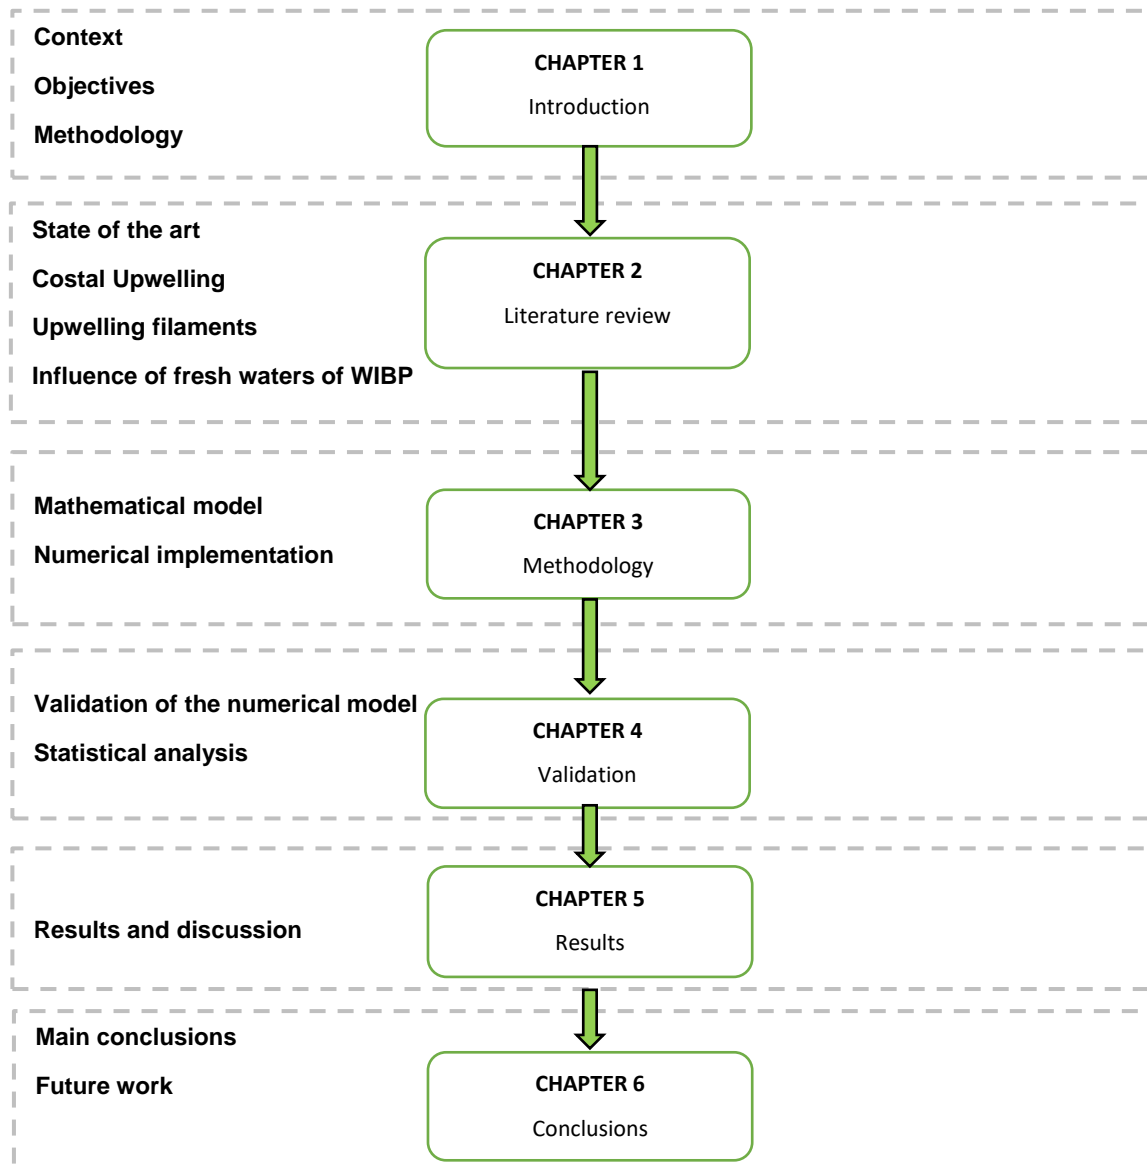 Context
Objectives
Methodology
CHAPTER 1
Introduction
State of the art
Costal Upwelling
Upwelling filaments
Influence of fresh waters of WIBP
CHAPTER 2
Literature review
Mathematical model
Numerical implementation
CHAPTER 3
Methodology
Validation of the numerical model
Statistical analysis
CHAPTER 4
Validation
Results and discussion
CHAPTER 5
Results
Main conclusions
Future work
CHAPTER 6
Conclusions